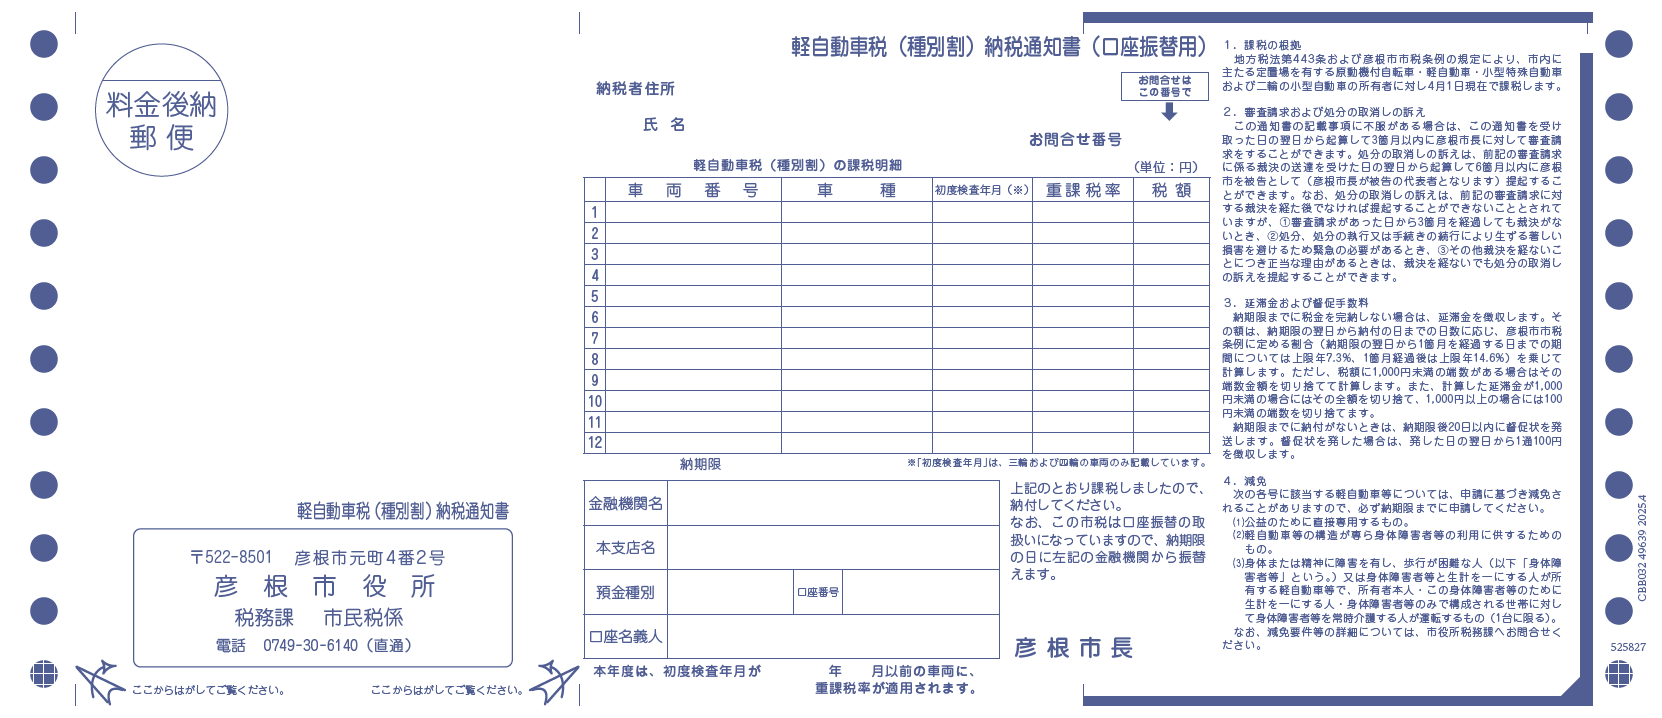 料金後納
郵便
軽自動車税(種別割)納税通知書
〒522-8501 彦根市元町4番2号
彦根市役所
税務課 市民税係
電話 0749-30-6140(直通)
ここからはがしてご覧ください。
ここからはがしてご覧ください。
軽自動車税(種別割)納税通知書(口座振替用)
納税者住所
氏名
お問合せは
この番号で
お問合せ番号
軽自動車税(種別割)の課税明細
(単位:円)
車両番号 車種 初度検査年月(※) 重課税率 税額
1
2
3
4
5
6
7
8
9
10
11
12
納期限
※「初度検査年月」は、三輪および四輪の車両のみ記載しています。
金融機関名
本支店名
預金種別 口座番号
口座名義人
上記のとおり課税しましたので、
納付してください。
なお、この市税は口座振替の取
扱いになっていますので、納期限
の日に左記の金融機関から振替
えます。
彦根市長
本年度は、初度検査年月が 年 月以前の車両に、
重課税率が適用されます。
1.課税の根拠
地方税法第443条および彦根市市税条例の規定により、市内に
主たる定置場を有する原動機付自転車・軽自動車・小型特殊自動車
および二輪の小型自動車の所有者に対し4月1日現在で課税します。
2.審査請求および処分の取消しの訴え
この通知書の記載事項に不服がある場合は、この通知書を受け
取った日の翌日から起算して3箇月以内に彦根市長に対して審査請
求をすることができます。処分の取消しの訴えは、前記の審査請求
に係る裁決の送達を受けた日の翌日から起算して6箇月以内に彦根
市を被告として(彦根市長が被告の代表者となります)提起するこ
とができます。なお、処分の取消しの訴えは、前記の審査請求に対
する裁決を経た後でなければ提起することができないこととされて
いますが、①審査請求があった日から3箇月を経過しても裁決がな
いとき、②処分、処分の執行又は手続きの続行により生ずる著しい
損害を避けるため緊急の必要があるとき、③その他裁決を経ないこ
とにつき正当な理由があるときは、裁決を経ないでも処分の取消し
の訴えを提起することができます。
3.延滞金および督促手数料
納期限までに税金を完納しない場合は、延滞金を徴収します。そ
の額は、納期限の翌日から納付の日までの日数に応じ、彦根市市税
条例に定める割合(納期限の翌日から1箇月を経過する日までの期
間については上限年7.3%、1箇月経過後は上限年14.6%)を乗じて
計算します。ただし、税額に1,000円未満の端数がある場合はその
端数金額を切り捨てて計算します。また、計算した延滞金が1,000
円未満の場合にはその全額を切り捨て、1,000円以上の場合には100
円未満の端数を切り捨てます。
納期限までに納付がないときは、納期限後20日以内に督促状を発
送します。督促状を発した場合は、発した日の翌日から1通100円
を徴収します。
4.減免
次の各号に該当する軽自動車等については、申請に基づき減免さ
れることがありますので、必ず納期限までに申請してください。
⑴公益のために直接専用するもの。
⑵軽自動車等の構造が専ら身体障害者等の利用に供するための
もの。
⑶身体または精神に障害を有し、歩行が困難な人(以下「身体障
害者等」という。)又は身体障害者等と生計を一にする人が所
有する軽自動車等で、所有者本人・この身体障害者等のために
生計を一にする人・身体障害者等のみで構成される世帯に対し
て身体障害者等を常時介護する人が運転するもの(1台に限る)。
なお、減免要件等の詳細については、市役所税務課へお問合せく
ださい。
CBB032 49639 2025.4
525827